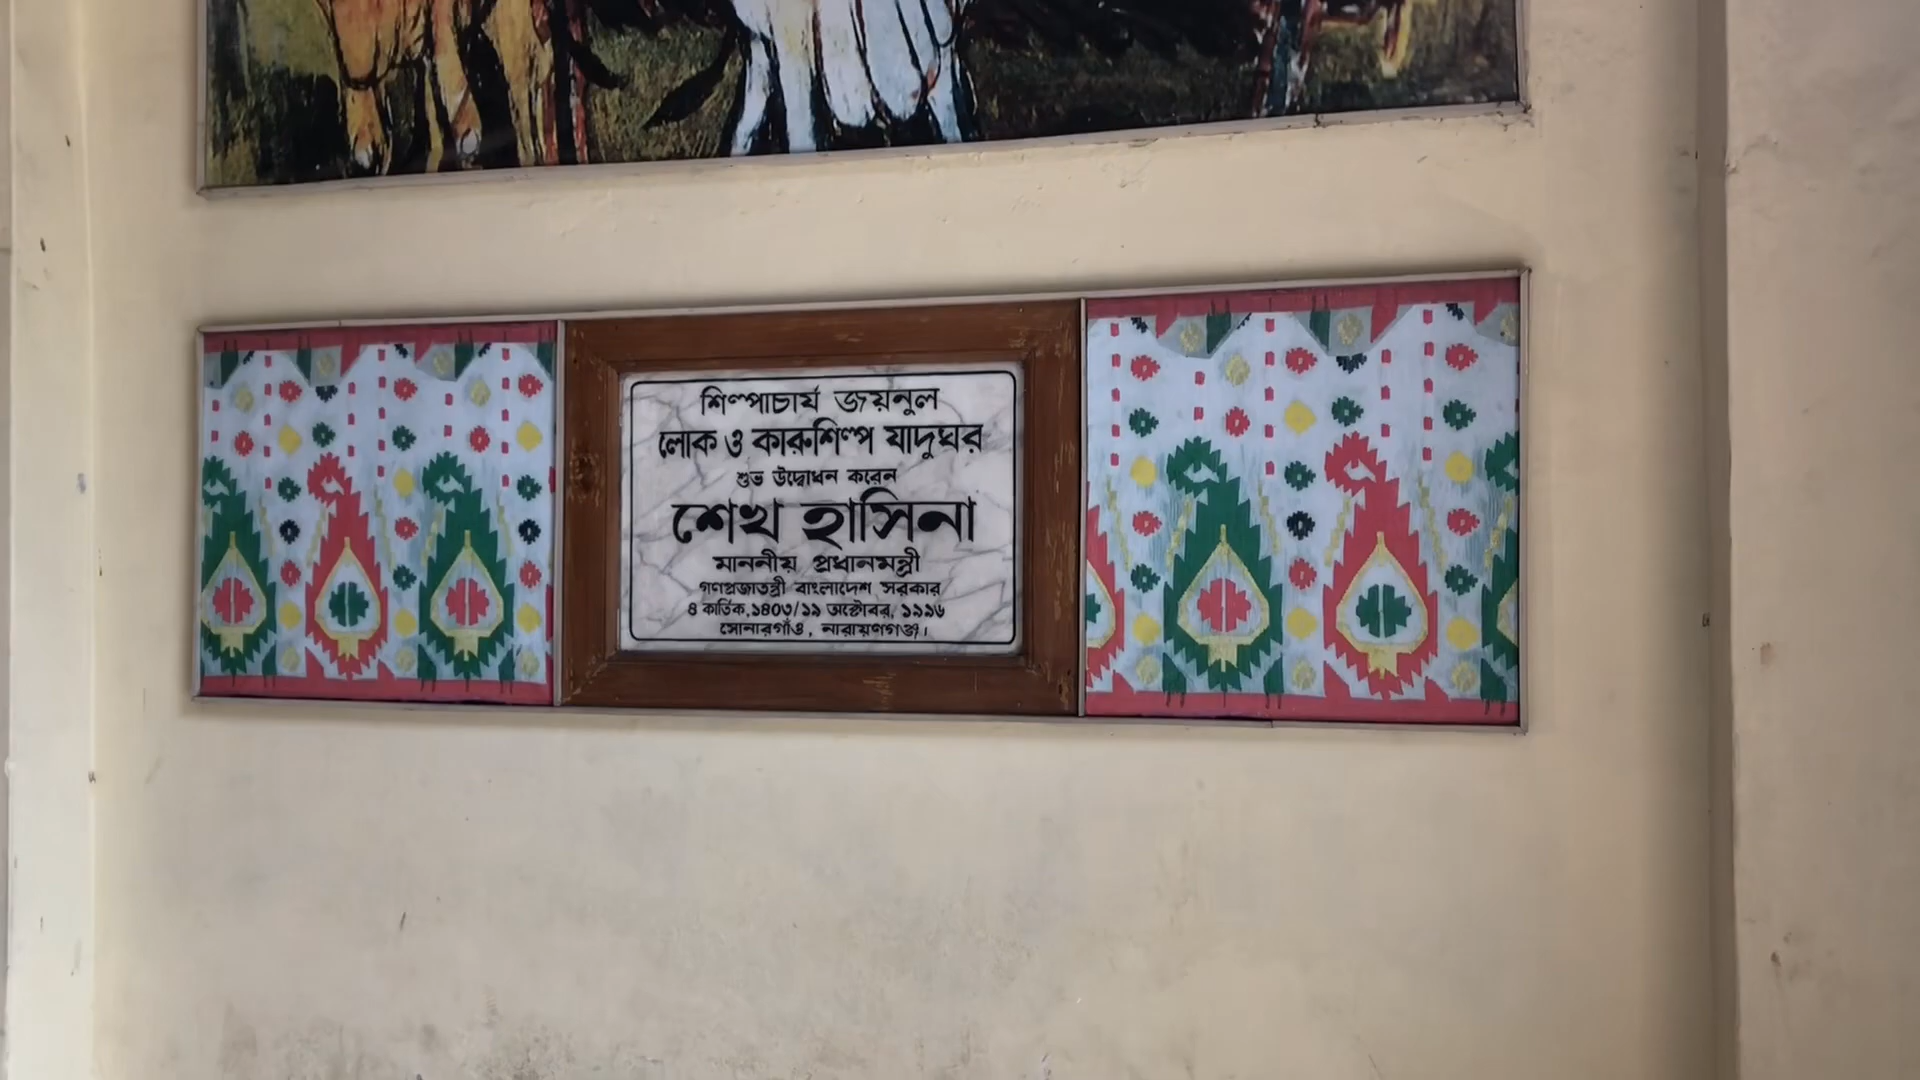 শিল্পাচার্য জয়নুল
লোক ও কারুশিল্প যাদুঘর
শুভ উদ্বোধন করেন
শেখ হাসিনা
মাননীয় প্রধানমন্ত্রী
গণপ্রজাতন্ত্রী বাংলাদেশ সরকার
৪ কার্তিক,১৪০৩/১৯ অক্টোবর, ১৯৯৬
সোনারগাঁও, নারায়ণগঞ্জ।